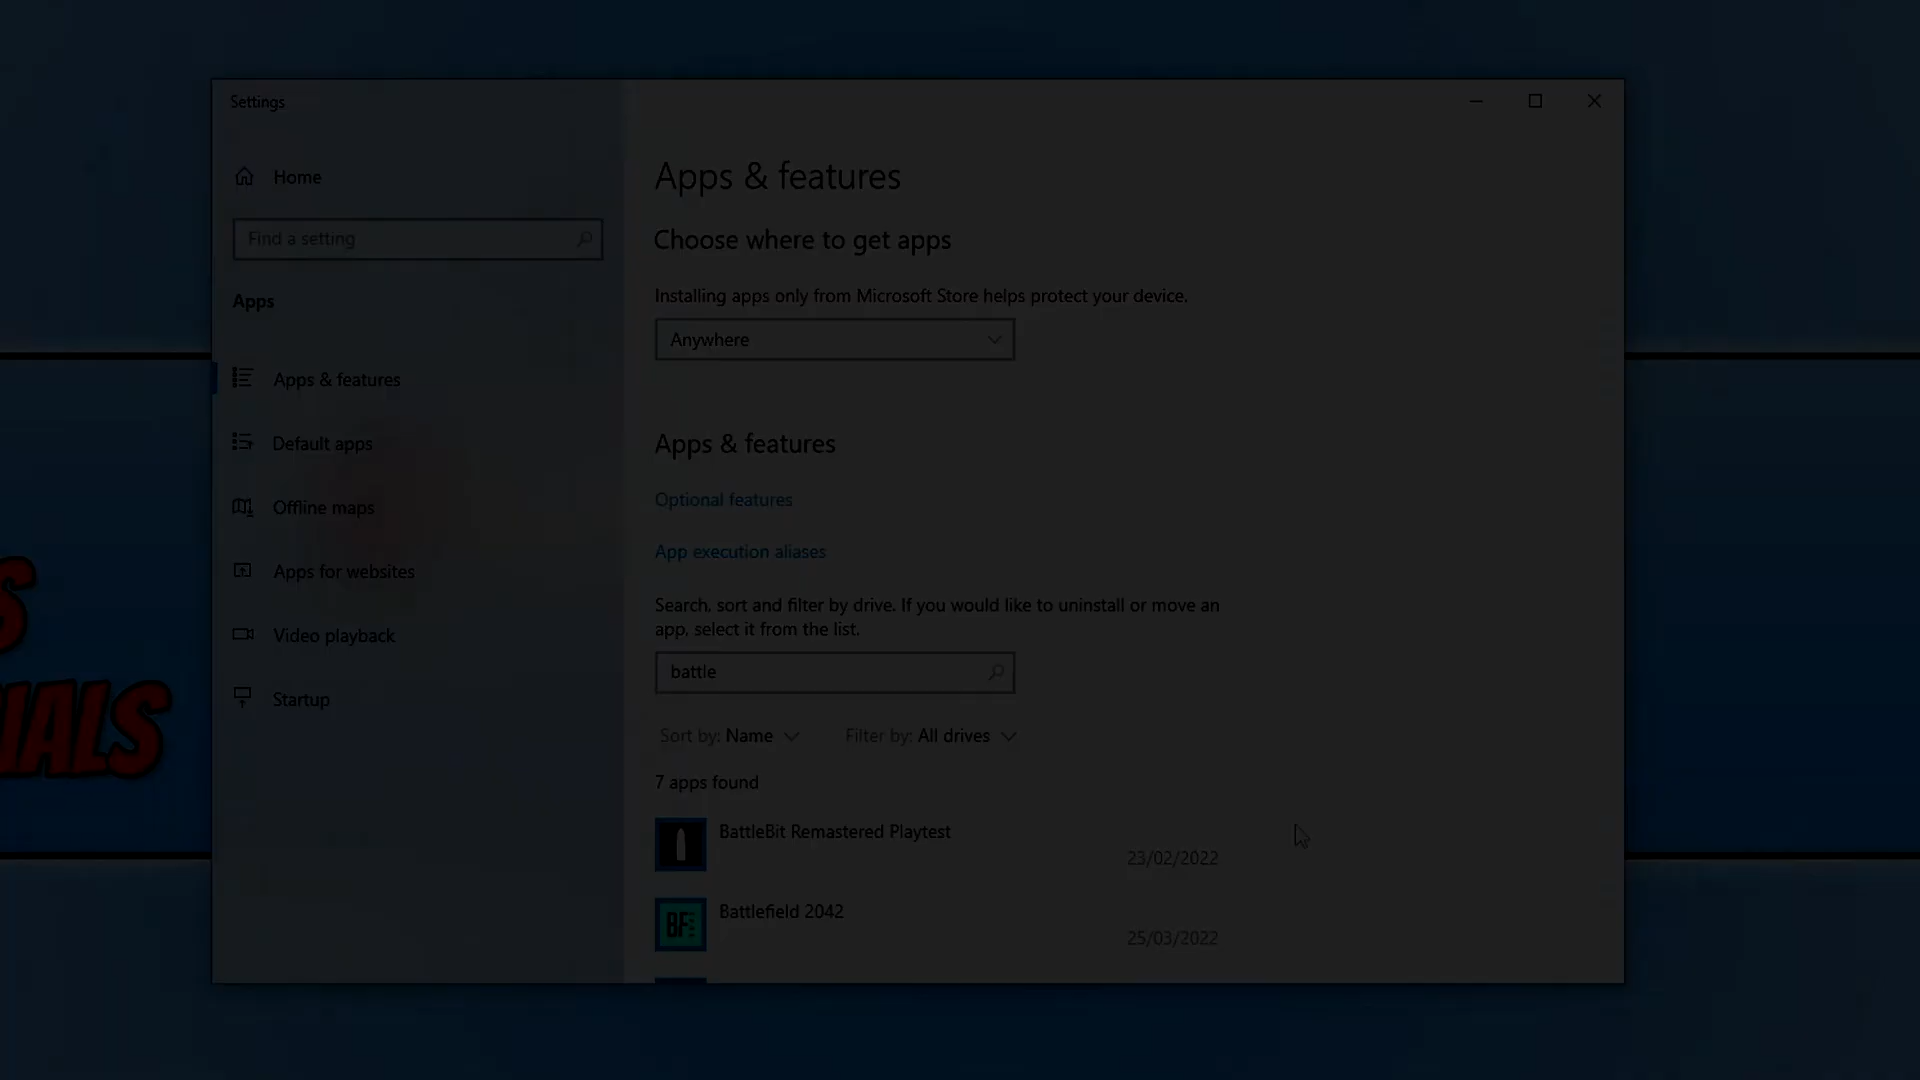 Settings
Home
Find a setting
Apps
Apps & features
Default apps
Offline maps
Apps for websites
Video playback
Startup
Apps & features
Choose where to get apps
Installing apps only from Microsoft Store helps protect your device.
Anywhere
Apps & features
Optional features
App execution aliases
Search, sort and filter by drive. If you would like to uninstall or move an
app, select it from the list.
battle
Sort by: Name
Filter by: All drives
7 apps found
BattleBit Remastered Playtest
23/02/2022
BF
Battlefield 2042
25/03/2022
S
IALS